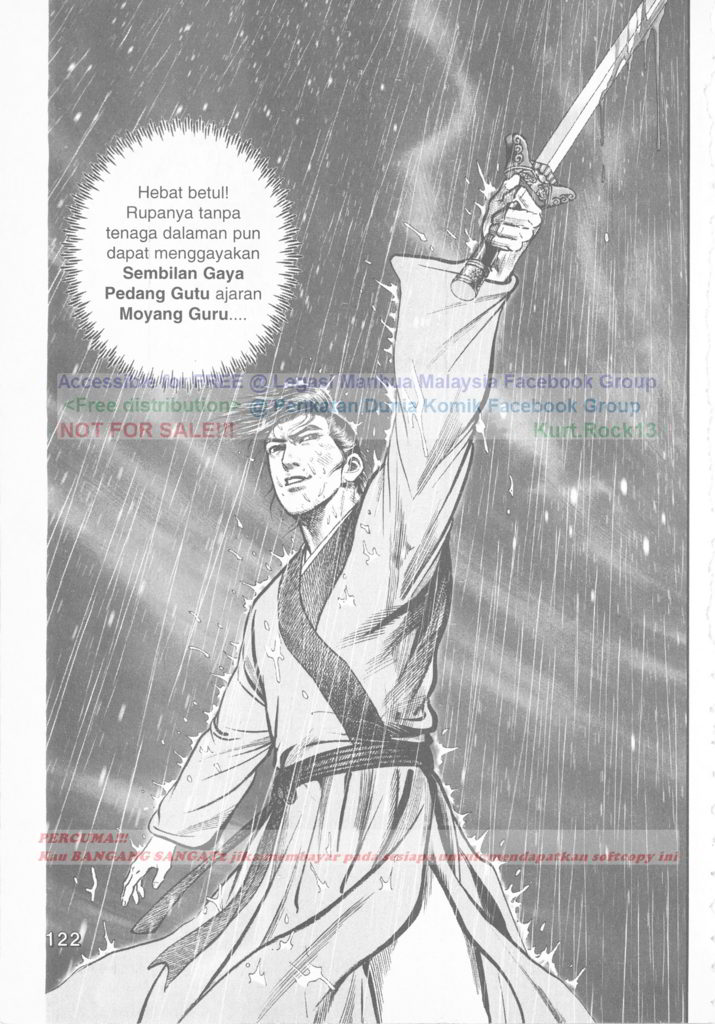 Hebat betul!
Rupanya tanpa
tenaga dalaman pun
dapat menggayakan
Sembilan Gaya
Pedang Gutu ajaran
Moyang Guru....
Accessible for FREE @ Legasi Manhua Malaysia Facebook Group
<Free distribution> @ Penkaran Dunia Komik Facebook Group
NOT FOR SALE!!! Kurt.Rock13
PERCUMA!!!
Kau BANGANG SANGAT jika membayar pada sesiapa untuk mendapatkan softcopy ini
122